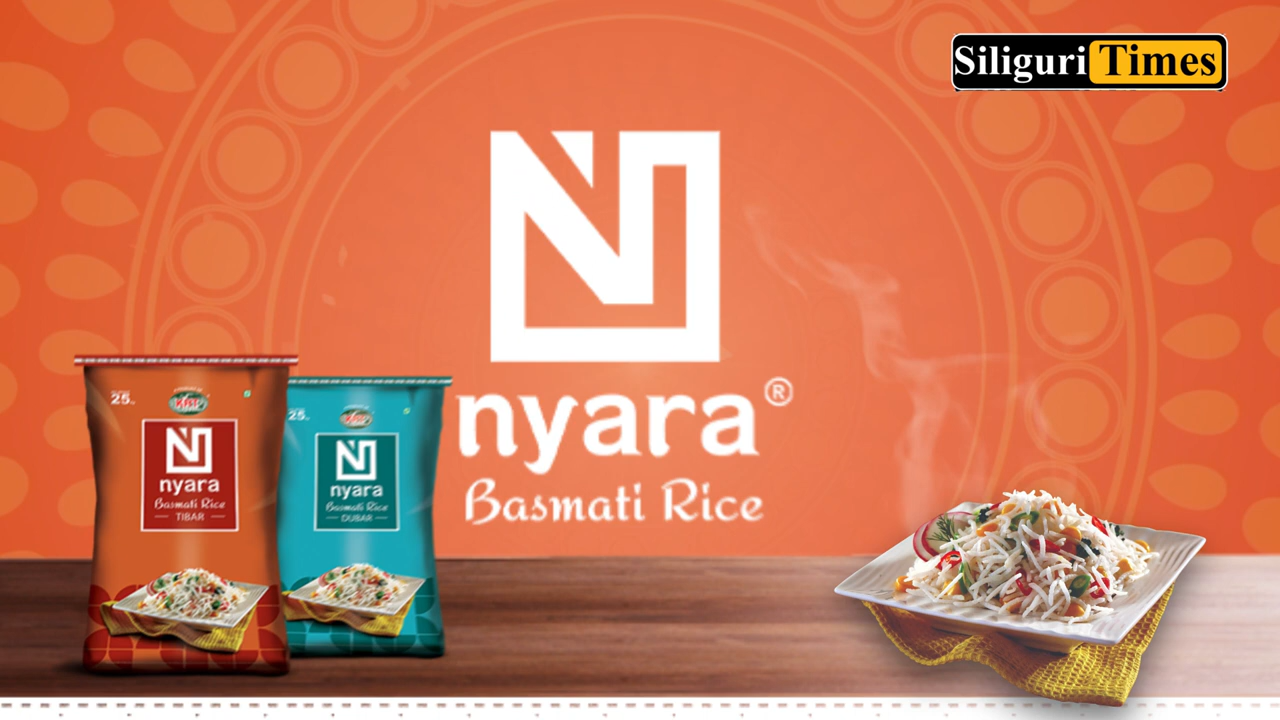 Siliguri Times
nyara®
Basmati Rice
25
nyara
Basmati Rice
TIBAR
25
nyara
Basmati Rice
DUBAR